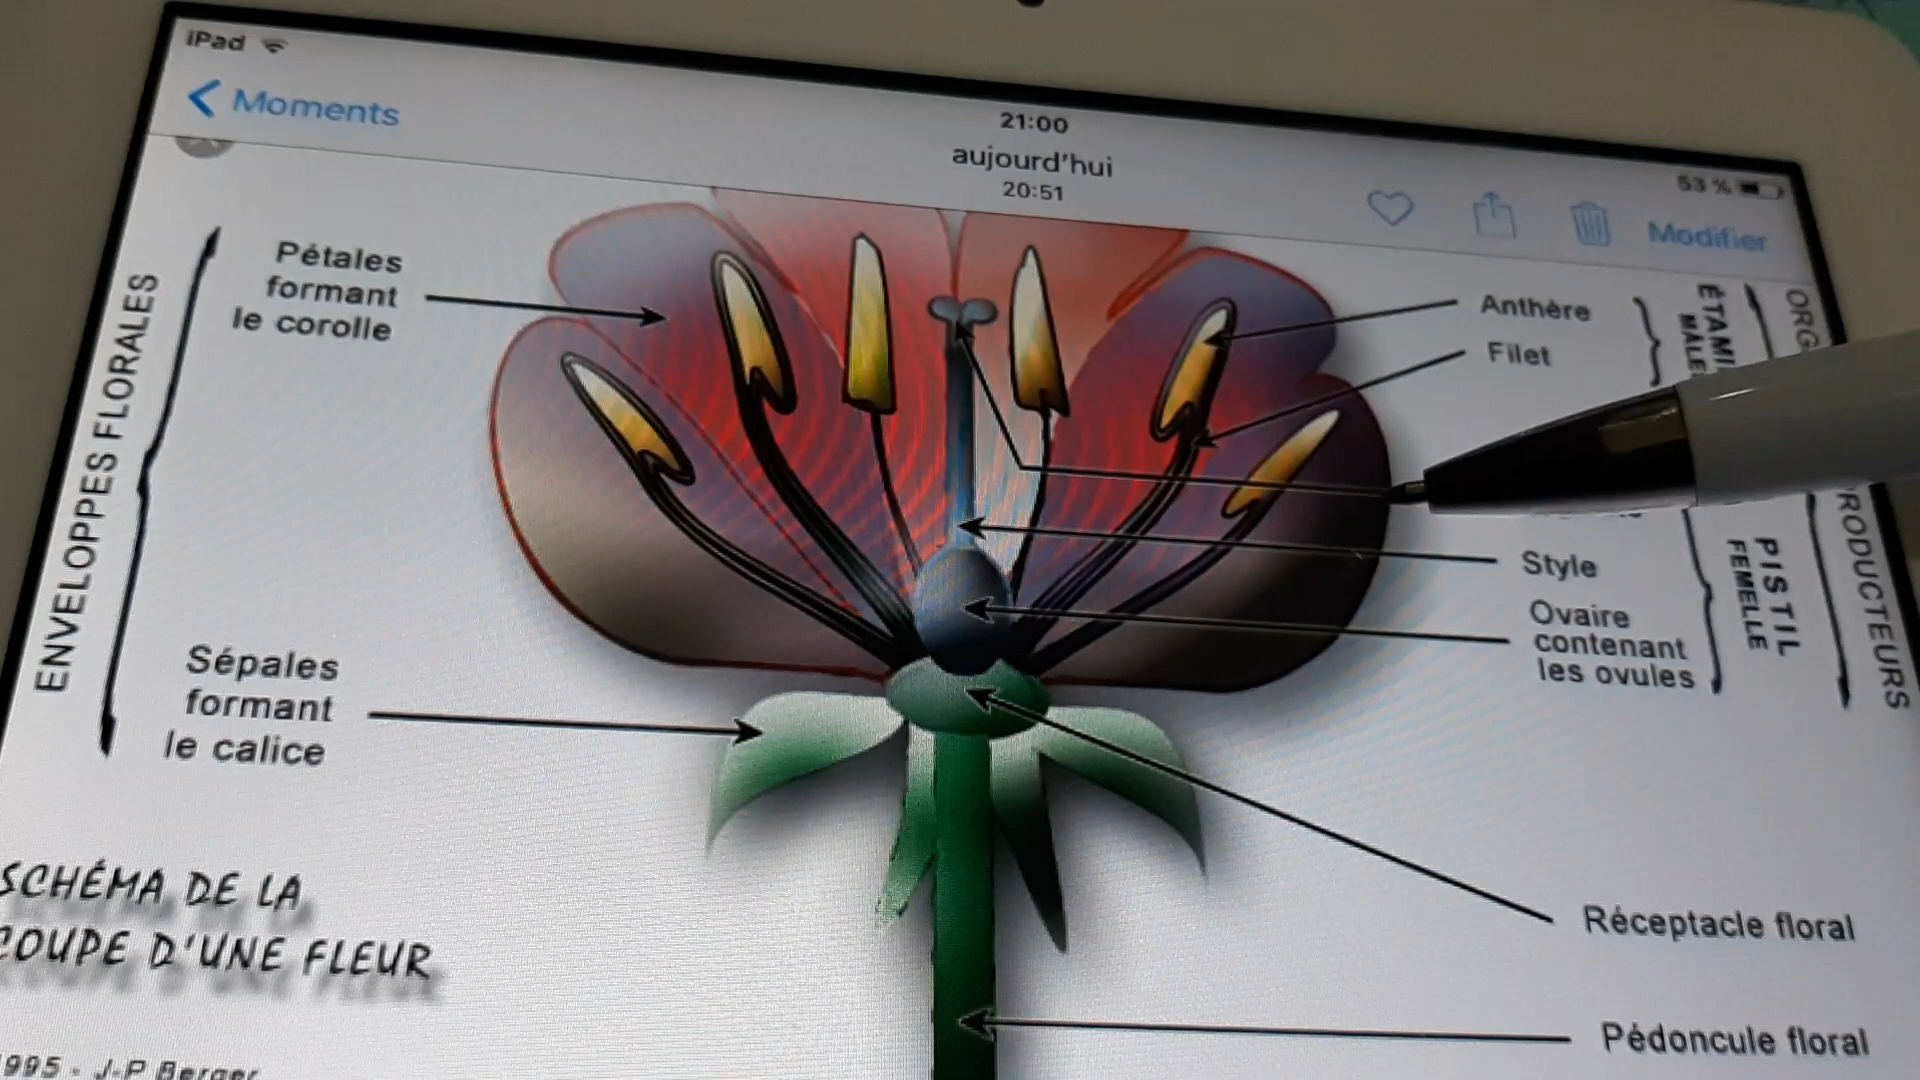 iPad
Moments
21:00
aujourd'hui
20:51
53 %
Modifier
Pétales
formant
le corolle
ENVELOPPES FLORALES
Sépales
formant
le calice
Anthère
Filet
Style
Ovaire
contenant
les ovules
PISTIL
FEMELLE
Réceptacle floral
Pédoncule floral
SCHÉMA DE LA
COUPE D'UNE FLEUR
1995 - J-P Berger